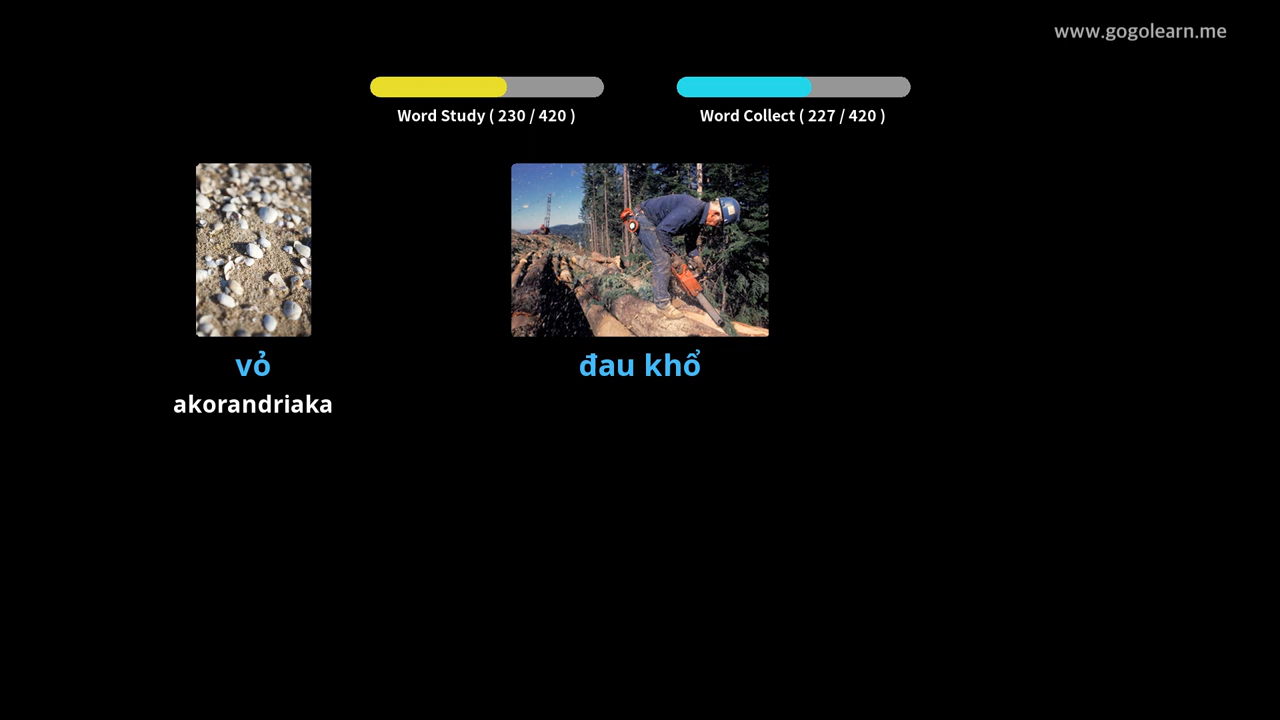 www.gogolearn.me
Word Study ( 230 / 420 )
Word Collect ( 227 / 420 )
vỏ
đau khổ
akorandriaka